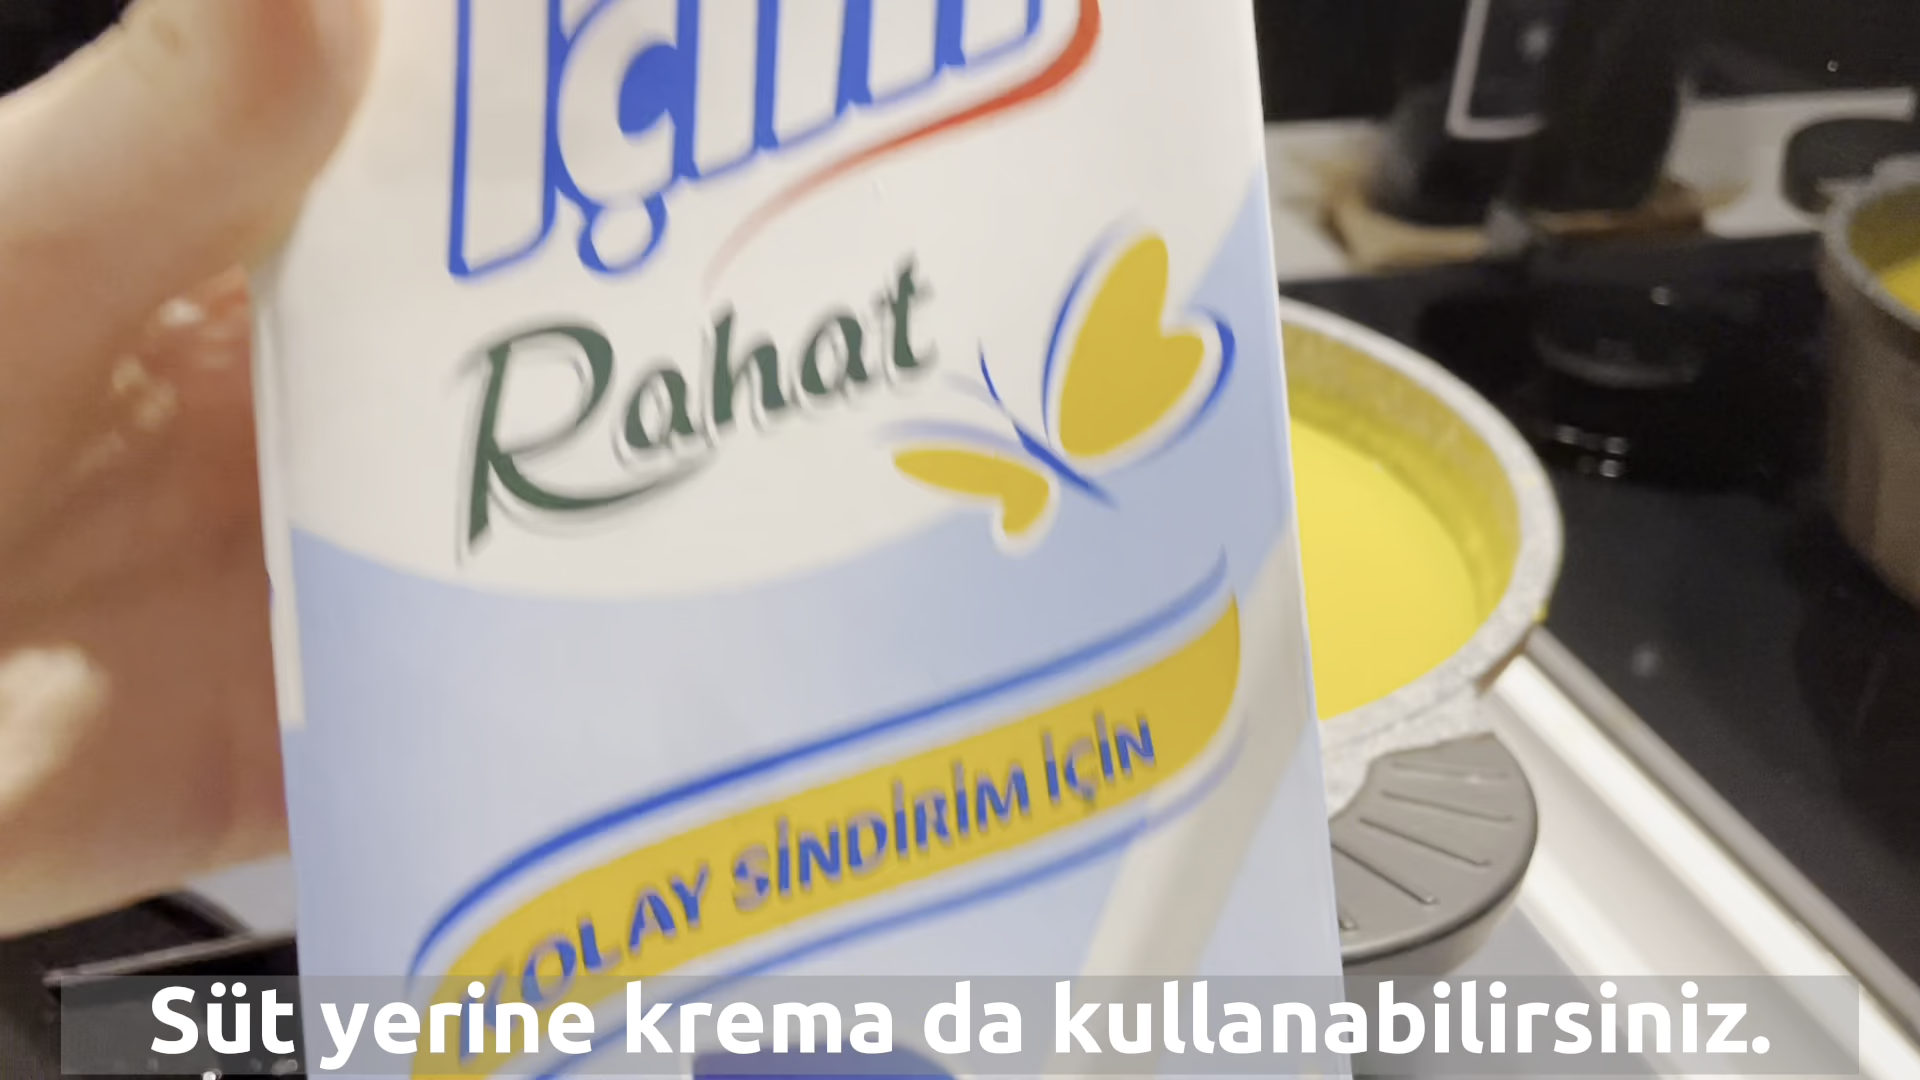 İçim
Rahat
KOLAY SİNDİRİM İÇİN
Süt yerine krema da kullanabilirsiniz.